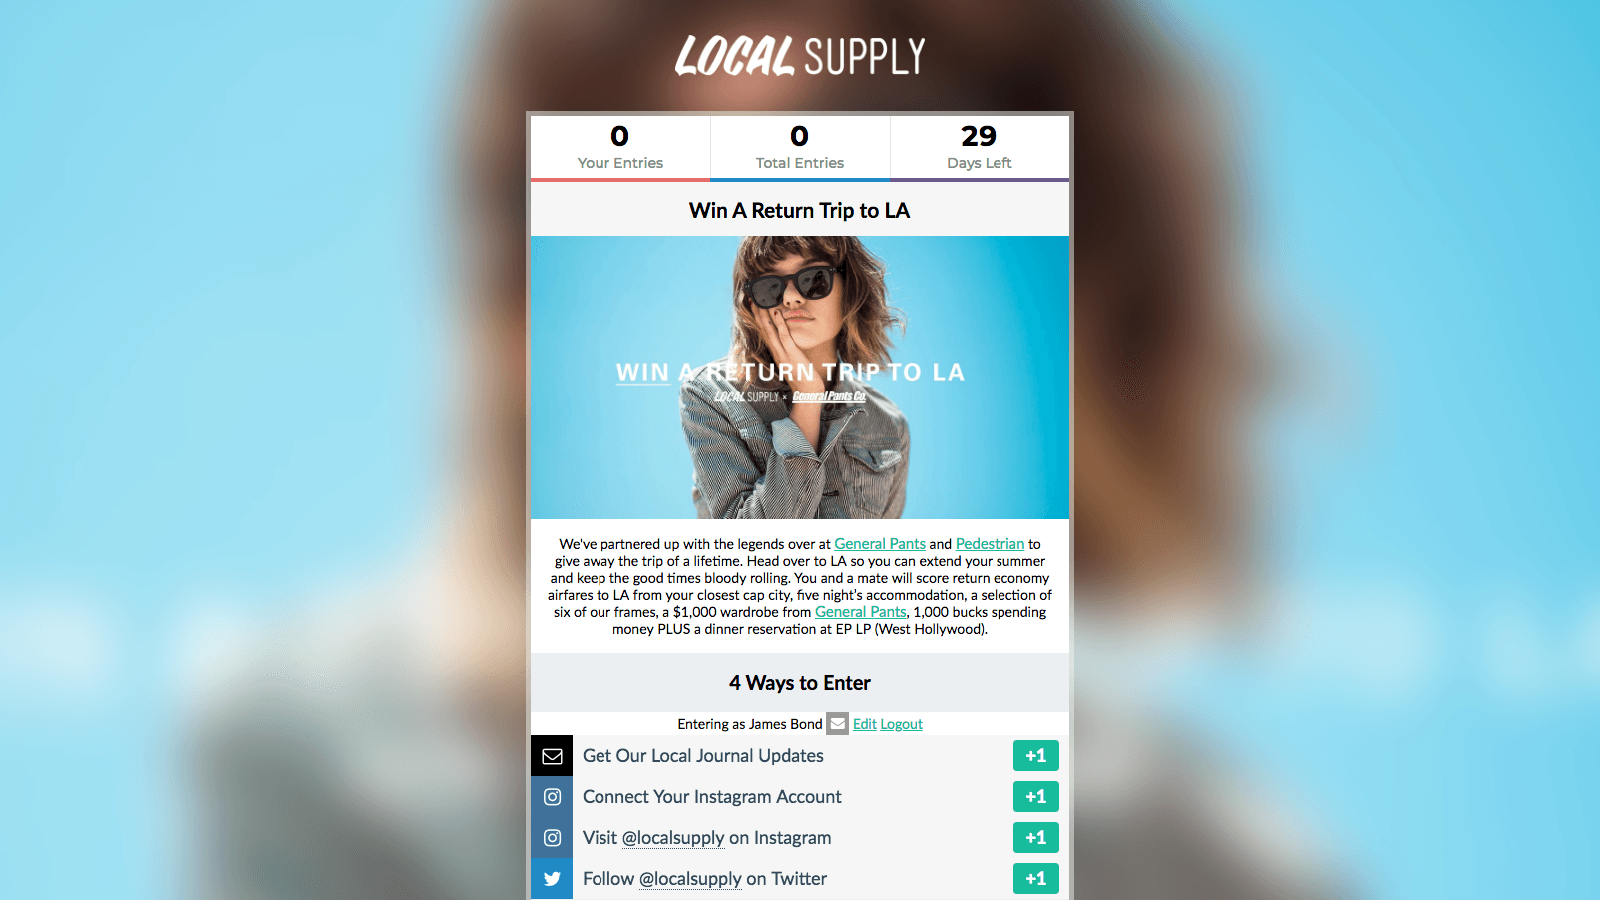 LOCAL SUPPLY
0 0 29
Your Entries Total Entries Days Left
Win A Return Trip to LA
WIN A RETURN TRIP TO LA
LOCAL SUPPLY × General Pants Co.
We've partnered up with the legends over at General Pants and Pedestrian to
give away the trip of a lifetime. Head over to LA so you can extend your summer
and keep the good times bloody rolling. You and a mate will score return economy
airfares to LA from your closest cap city, five night's accommodation, a selection of
six of our frames, a $1,000 wardrobe from General Pants, 1,000 bucks spending
money PLUS a dinner reservation at EP LP (West Hollywood).
4 Ways to Enter
Entering as James Bond Edit Logout
Get Our Local Journal Updates +1
Connect Your Instagram Account +1
Visit @localsupply on Instagram +1
Follow @localsupply on Twitter +1